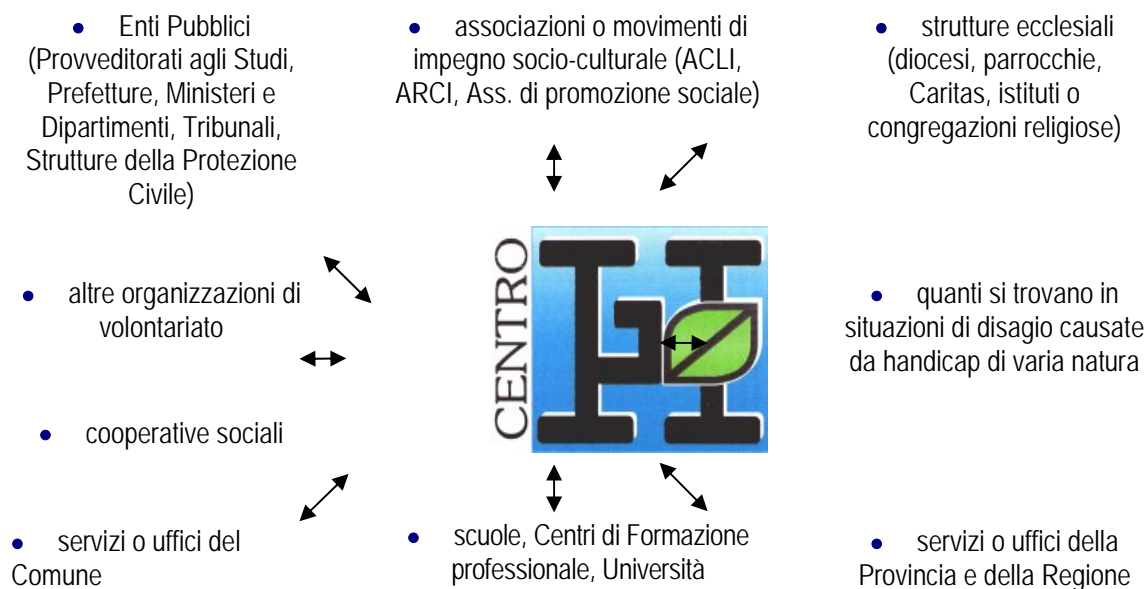 • Enti Pubblici
(Provveditorati agli Studi,
Prefetture, Ministeri e
Dipartimenti, Tribunali,
Strutture della Protezione
Civile)
• associazioni o movimenti di
impegno socio-culturale (ACLI,
ARCI, Ass. di promozione sociale)
• strutture ecclesiali
(diocesi, parrocchie,
Caritas, istituti o
congregazioni religiose)
• altre organizzazioni di
volontariato
CENTRO
H
• quanti si trovano in
situazioni di disagio causate
da handicap di varia natura
• cooperative sociali
• servizi o uffici del
Comune
• scuole, Centri di Formazione
professionale, Università
• servizi o uffici della
Provincia e della Regione